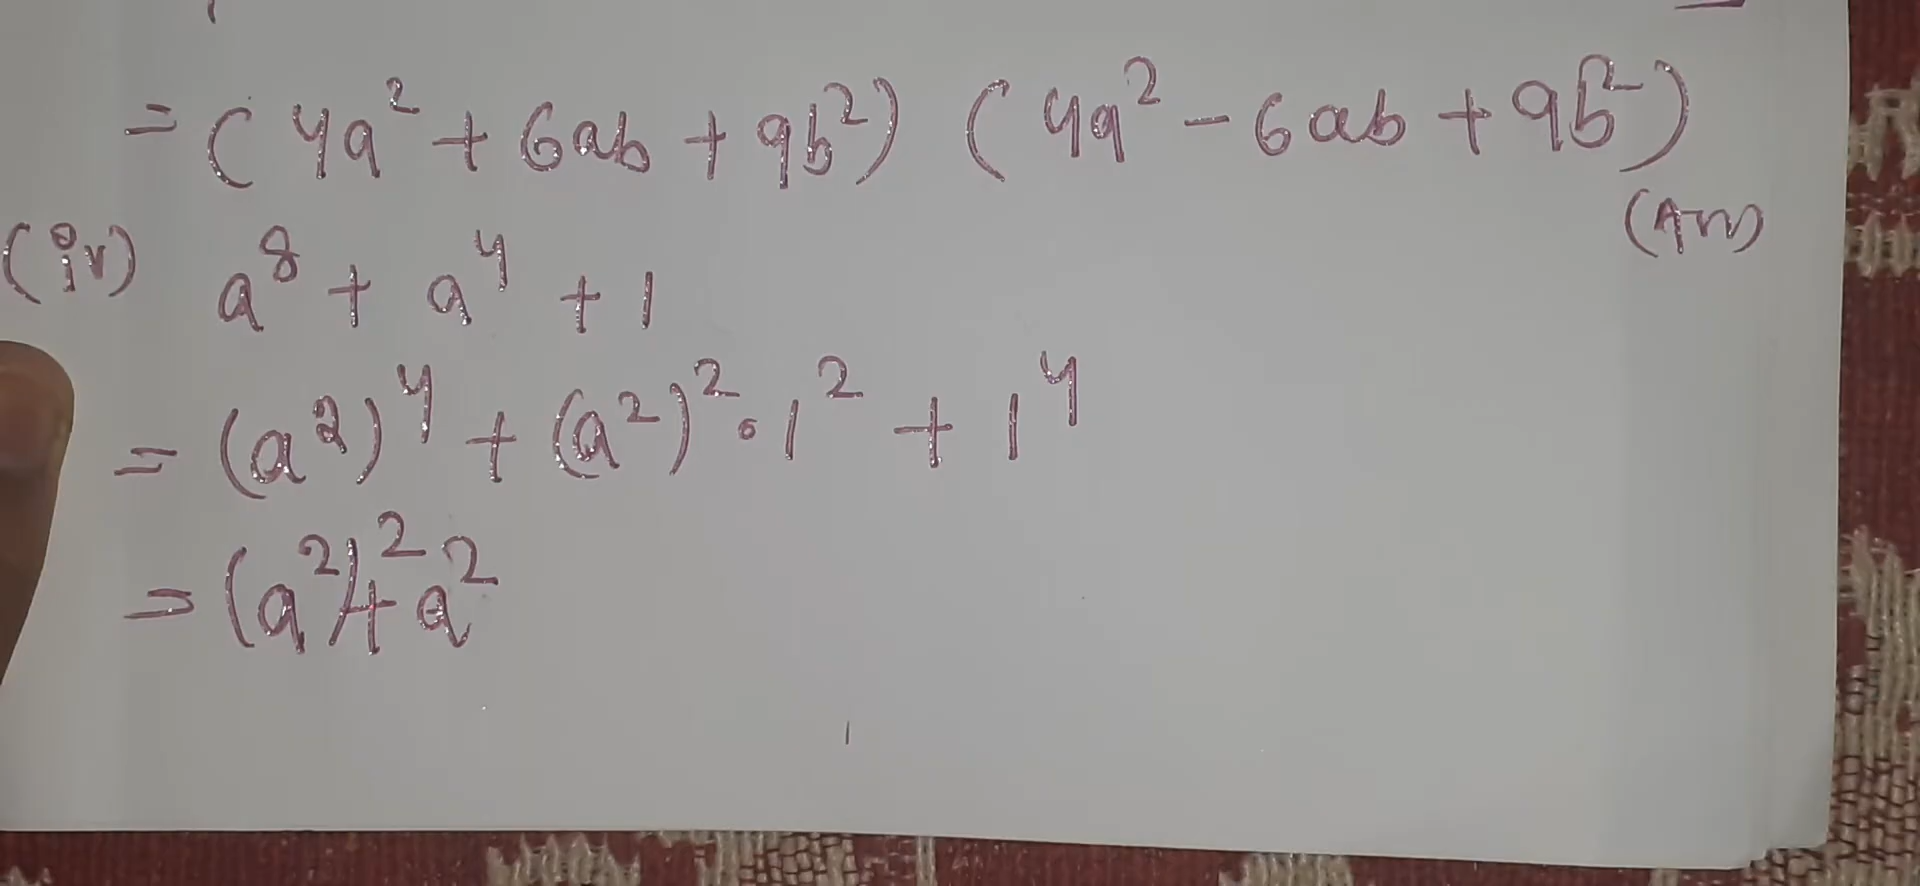 = (4a² + 6ab + 9b²) (4a² - 6ab + 9b²)
(Ans)
(iv) a⁸ + a⁴ + 1
= (a²)⁴ + (a²)² · 1² + 1⁴
= (a²)² + a²